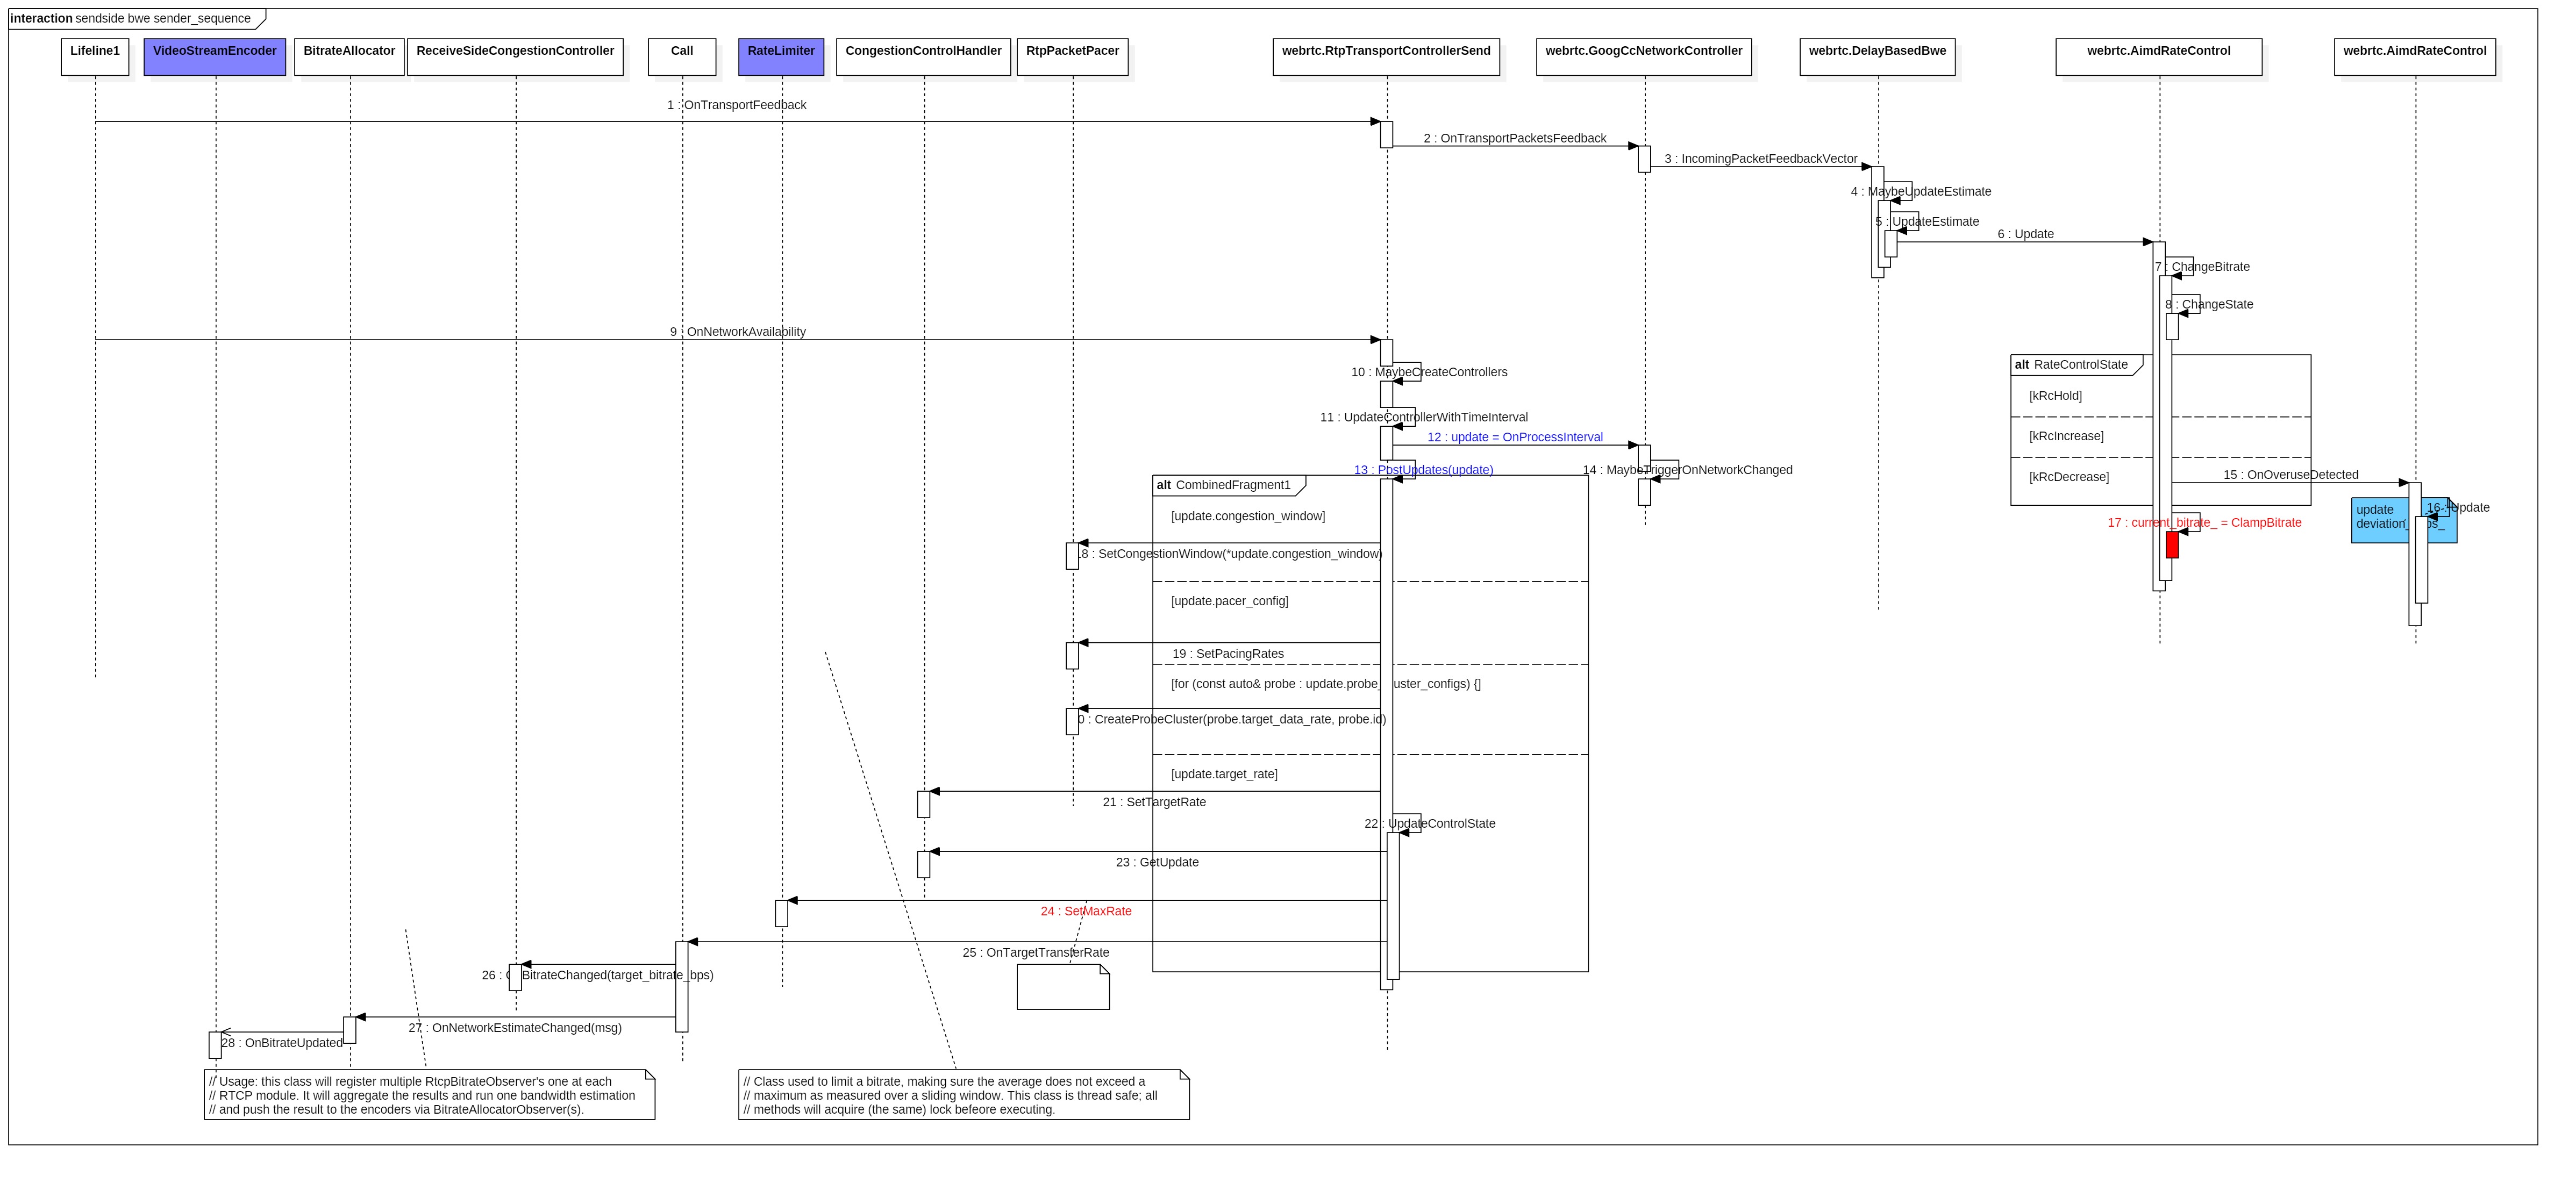 interaction sendside bwe sender_sequence
Lifeline1
VideoStreamEncoder
BitrateAllocator
ReceiveSideCongestionController
Call
RateLimiter
CongestionControlHandler
RtpPacketPacer
webrtc.RtpTransportControllerSend
webrtc.GoogCcNetworkController
webrtc.DelayBasedBwe
webrtc.AimdRateControl
webrtc.AimdRateControl
1 : OnTransportFeedback
2 : OnTransportPacketsFeedback
3 : IncomingPacketFeedbackVector
4 : MaybeUpdateEstimate
5 : UpdateEstimate
6 : Update
7 : ChangeBitrate
8 : ChangeState
9 : OnNetworkAvailability
alt RateControlState
10 : MaybeCreateControllers
[kRcHold]
11 : UpdateControllerWithTimeInterval
12 : update = OnProcessInterval
[kRcIncrease]
13 : PostUpdates(update)
14 : MaybeTriggerOnNetworkChanged
[kRcDecrease]
15 : OnOveruseDetected
alt CombinedFragment1
16 : Update
update
[update.congestion_window]
17 : current_bitrate_ = ClampBitrate
8 : SetCongestionWindow(*update.congestion_window)
[update.pacer_config]
19 : SetPacingRates
[for (const auto& probe : update.probe_ uster_configs) {}]
0 : CreateProbeCluster(probe.target_data_rate, probe.id)
[update.target_rate]
21 : SetTargetRate
22 : UpdateControlState
23 : GetUpdate
24 : SetMaxRate
25 : OnTargetTransferRate
26 : BitrateChanged(target_bitrate_bps)
27 : OnNetworkEstimateChanged(msg)
28 : OnBitrateUpdated
// Usage: this class will register multiple RtcpBitrateObserver's one at each
// RTCP module. It will aggregate the results and run one bandwidth estimation
// and push the result to the encoders via BitrateAllocatorObserver(s).
// Class used to limit a bitrate, making sure the average does not exceed a
// maximum as measured over a sliding window. This class is thread safe; all
// methods will acquire (the same) lock befeore executing.